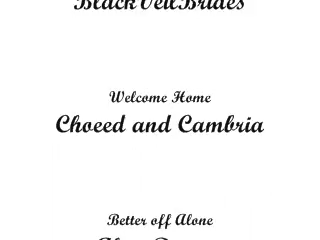 BlackVeilBrides
Welcome Home
Choeed and Cambria
Better off Alone